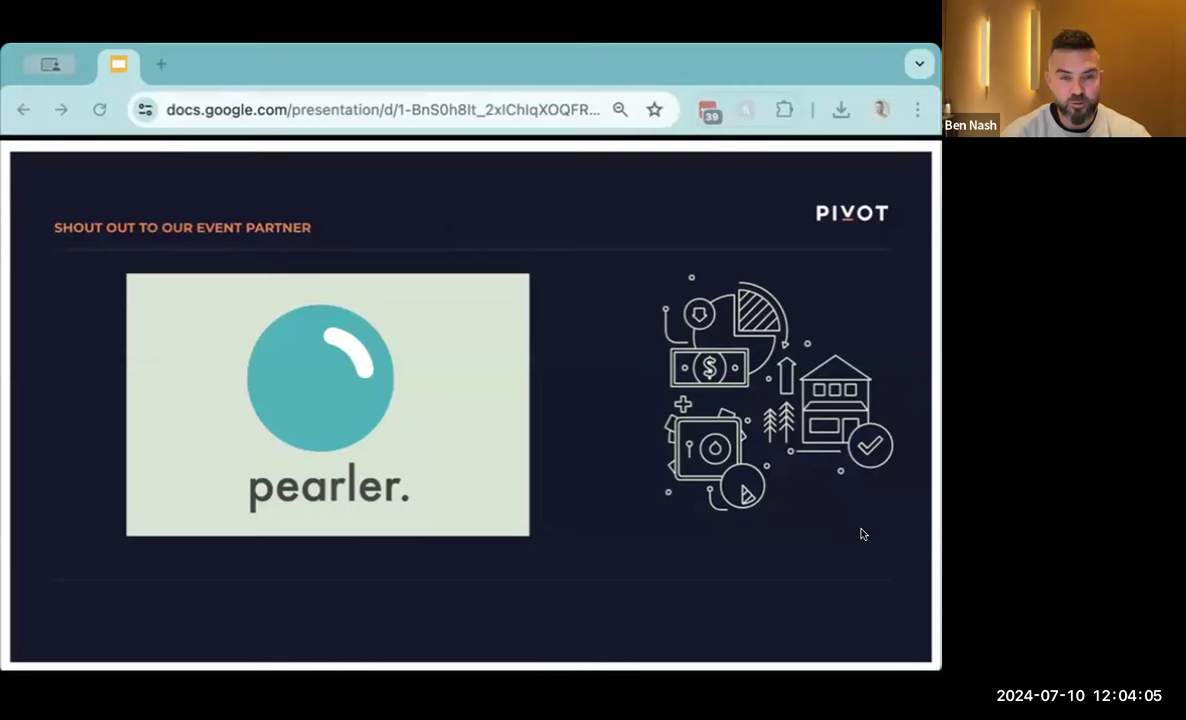 docs.google.com/presentation/d/1-BnS0h8lt_2xIChlqXOQFR...
39
Ben Nash
PIVOT
SHOUT OUT TO OUR EVENT PARTNER
$
pearler.
2024-07-10 12:04:05